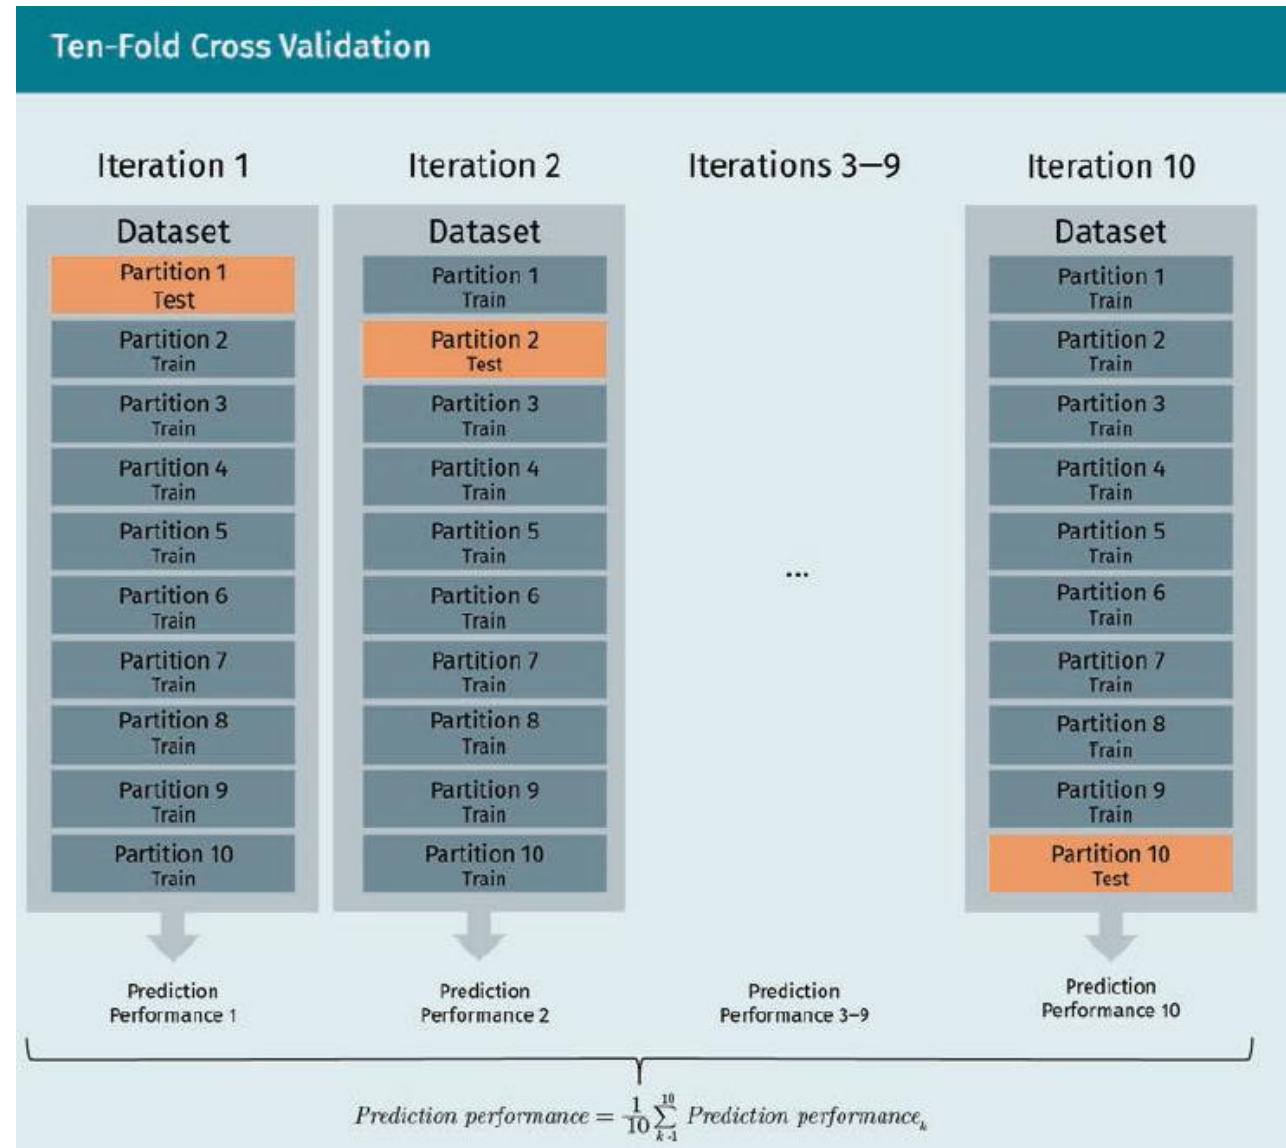 Ten-Fold Cross Validation
Iteration 1
Dataset
Partition 1
Test
Partition 2
Train
Partition 3
Train
Partition 4
Train
Partition 5
Train
Partition 6
Train
Partition 7
Train
Partition 8
Train
Partition 9
Train
Partition 10
Train
Prediction
Performance 1
Iteration 2
Dataset
Partition 1
Train
Partition 2
Test
Partition 3
Train
Partition 4
Train
Partition 5
Train
Partition 6
Train
Partition 7
Train
Partition 8
Train
Partition 9
Train
Partition 10
Train
Prediction
Performance 2
Iterations 3–9
...
Prediction
Performance 3–9
Iteration 10
Dataset
Partition 1
Train
Partition 2
Train
Partition 3
Train
Partition 4
Train
Partition 5
Train
Partition 6
Train
Partition 7
Train
Partition 8
Train
Partition 9
Train
Partition 10
Test
Prediction
Performance 10
Prediction performance = 1/10 ∑ k-1 10 Prediction performance k